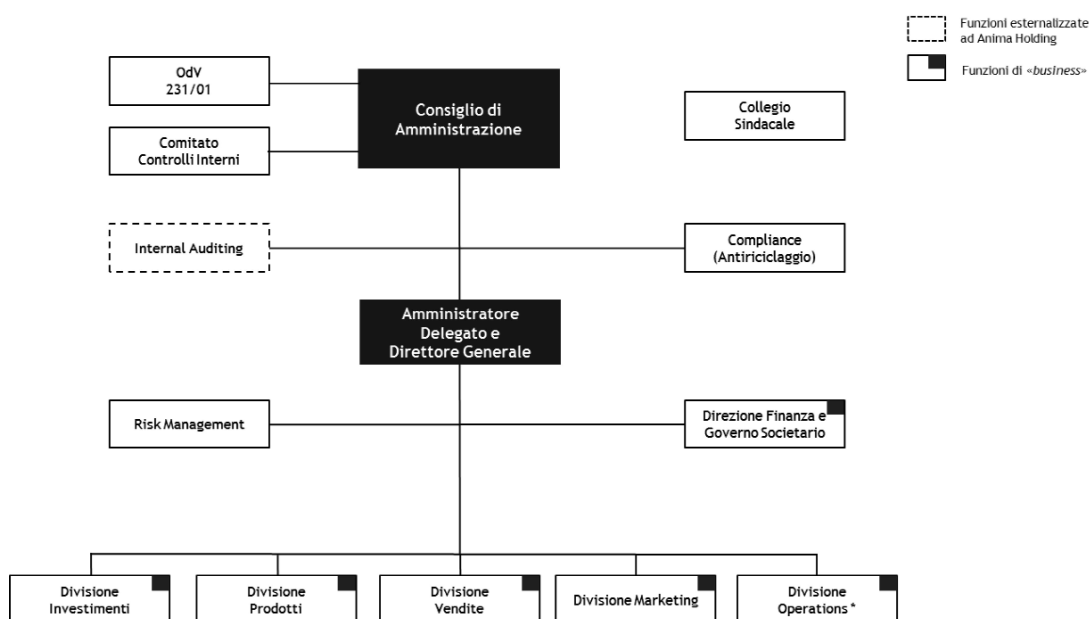 Funzioni esternalizzate
ad Anima Holding
Funzioni di «business»
OdV
231/01
Consiglio di
Amministrazione
Collegio
Sindacale
Comitato
Controlli Interni
Internal Auditing
Compliance
(Antiriciclaggio)
Amministratore
Delegato e
Direttore Generale
Risk Management
Direzione Finanza e
Governo Societario
Divisione
Investimenti
Divisione
Prodotti
Divisione
Vendite
Divisione Marketing
Divisione
Operations *